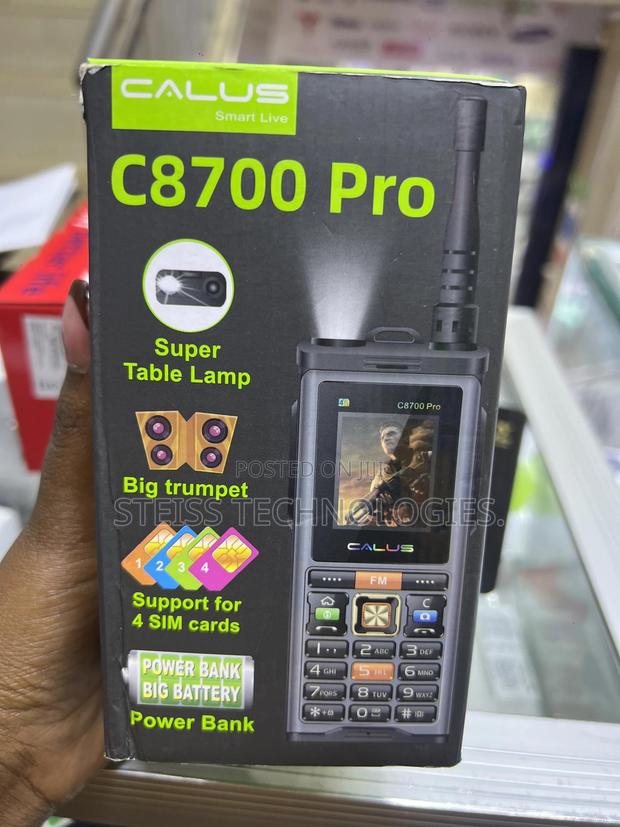 CALUS
Smart Live
C8700 Pro
Super
Table Lamp
Big trumpet
1 2 3 4
Support for
4 SIM cards
POWER BANK
BIG BATTERY
Power Bank
C8700 Pro
CALUS
FM
C
1
2 ABC
3 DEF
4 GHI
5 JKL
6 MNO
7 PQRS
8 TUV
9 WXYZ
*
0
#
POSTED ON JIJI
STEISS TECHNOLOGIES.